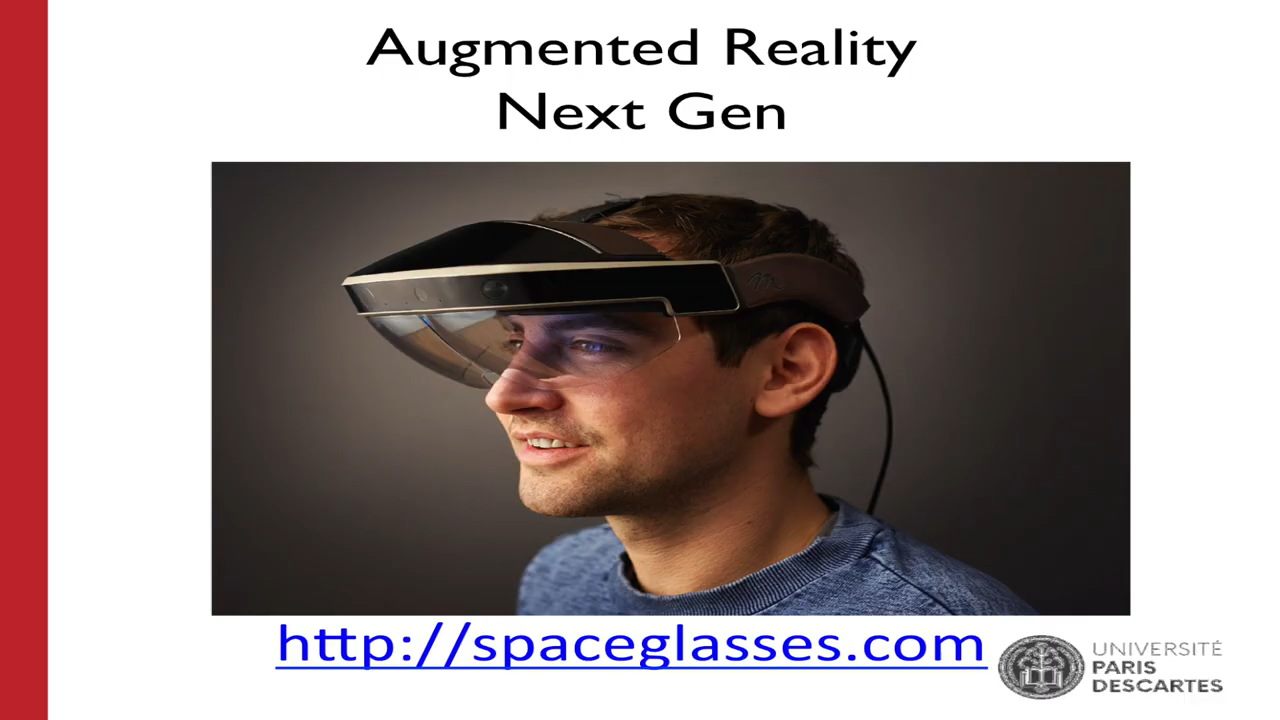 Augmented Reality
Next Gen
http://spaceglasses.com
UNIVERSITÉ
PARIS
DESCARTES